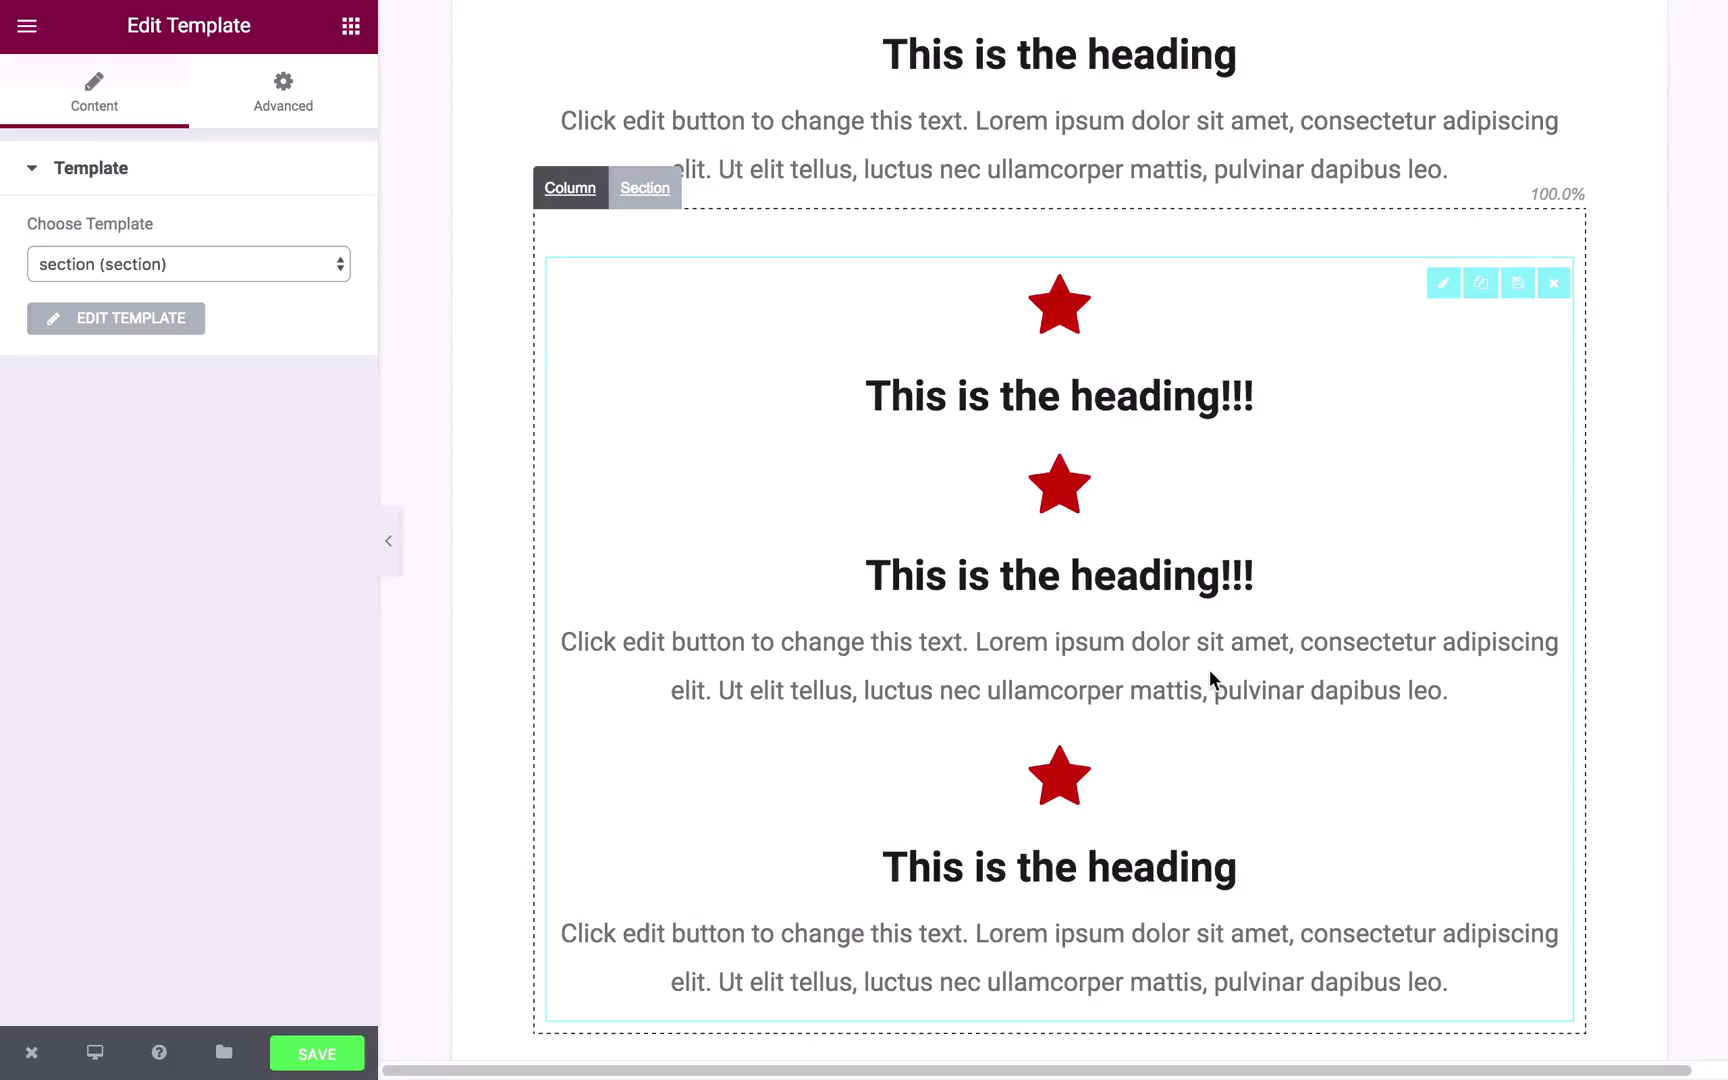 Edit Template
Content
Advanced
Template
Choose Template
section (section)
EDIT TEMPLATE
SAVE
This is the heading
Click edit button to change this text. Lorem ipsum dolor sit amet, consectetur adipiscing
elit. Ut elit tellus, luctus nec ullamcorper mattis, pulvinar dapibus leo.
Column
Section
100.0%
This is the heading!!!
This is the heading!!!
Click edit button to change this text. Lorem ipsum dolor sit amet, consectetur adipiscing
elit. Ut elit tellus, luctus nec ullamcorper mattis, pulvinar dapibus leo.
This is the heading
Click edit button to change this text. Lorem ipsum dolor sit amet, consectetur adipiscing
elit. Ut elit tellus, luctus nec ullamcorper mattis, pulvinar dapibus leo.